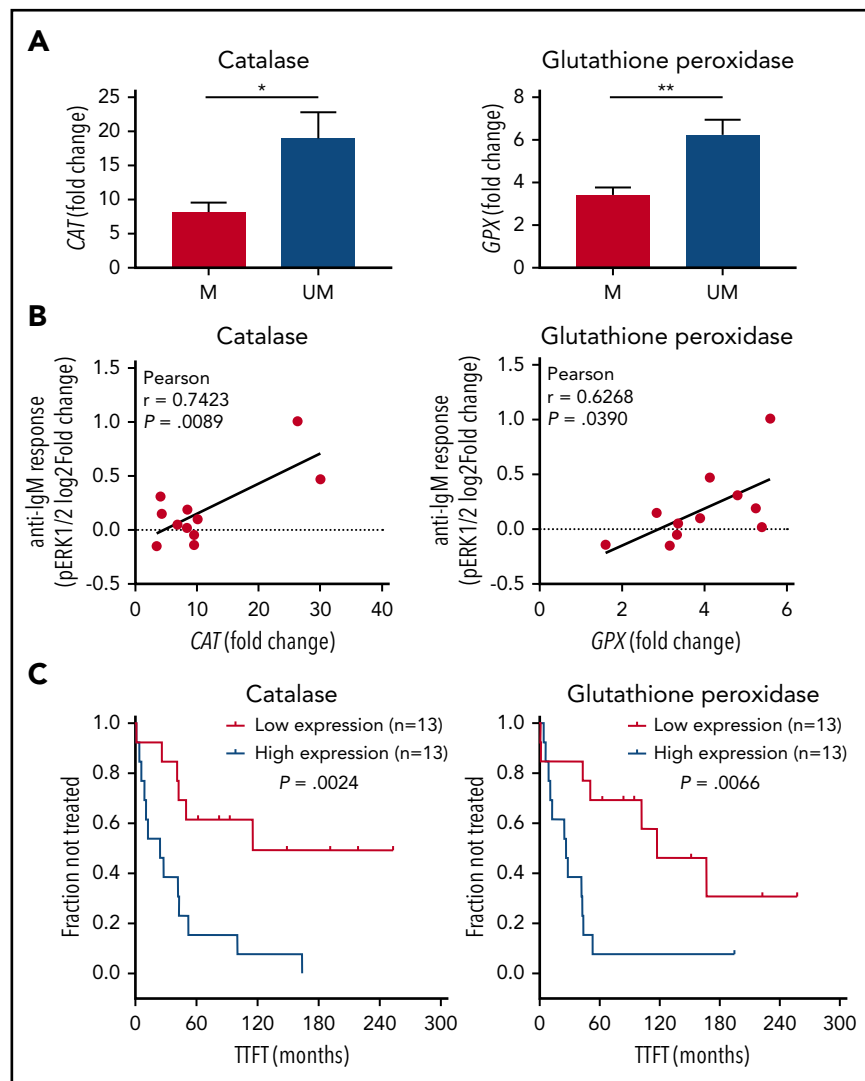 A
Catalase
25
20
15
10
5
0
CAT (fold change)
*
M
UM
Glutathione peroxidase
8
6
4
2
0
GPX (fold change)
**
M
UM
B
Catalase
1.5
1.0
0.5
0.0
-0.5
anti-IgM response
(pERK1/2 log2Fold change)
Pearson
r = 0.7423
P = .0089
0
10
20
30
40
CAT (fold change)
Glutathione peroxidase
1.5
1.0
0.5
0.0
-0.5
anti-IgM response
(pERK1/2 log2Fold change)
Pearson
r = 0.6268
P = .0390
0
2
4
6
GPX (fold change)
C
Catalase
1.0
0.8
0.6
0.4
0.2
0.0
Fraction not treated
Low expression (n=13)
High expression (n=13)
P = .0024
0
60
120
180
240
300
TTFT (months)
Glutathione peroxidase
1.0
0.8
0.6
0.4
0.2
0.0
Fraction not treated
Low expression (n=13)
High expression (n=13)
P = .0066
0
60
120
180
240
300
TTFT (months)